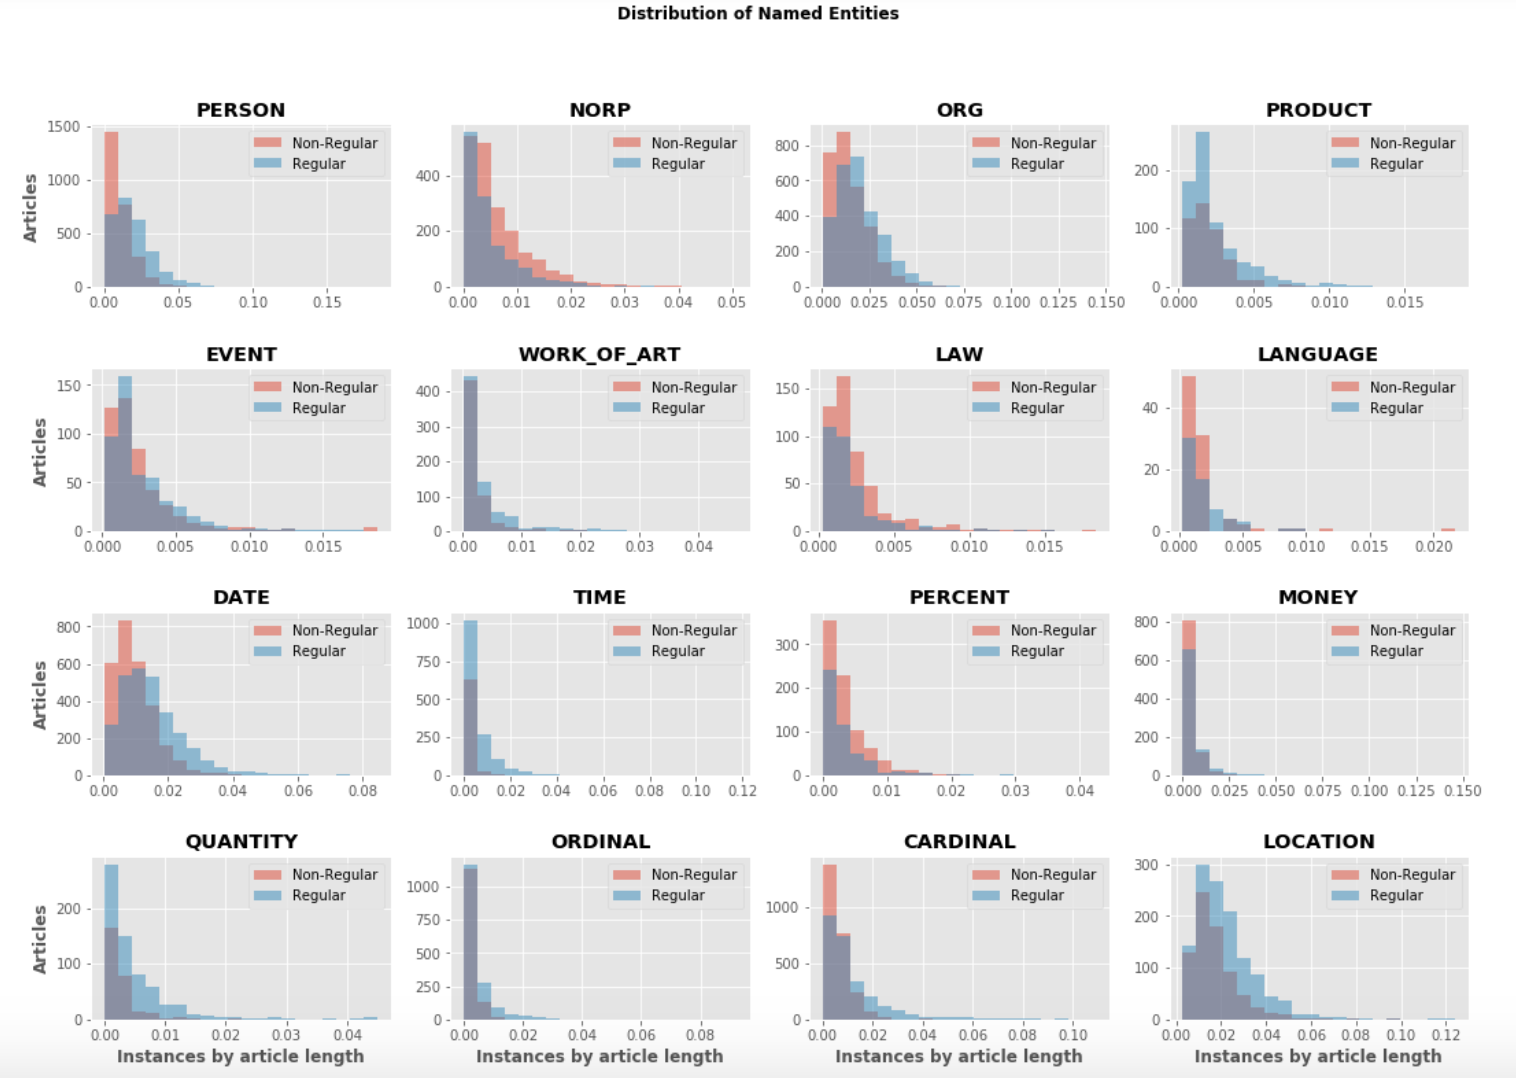 Distribution of Named Entities
PERSON
1500
1000
500
0
Articles
0.00 0.05 0.10 0.15
Non-Regular
Regular
NORP
400
200
0
0.00 0.01 0.02 0.03 0.04 0.05
Non-Regular
Regular
ORG
800
600
400
200
0
0.000 0.025 0.050 0.075 0.100 0.125 0.150
Non-Regular
Regular
PRODUCT
200
100
0
0.000 0.005 0.010 0.015
Non-Regular
Regular
EVENT
150
100
50
0
Articles
0.000 0.005 0.010 0.015
Non-Regular
Regular
WORK_OF_ART
400
300
200
100
0
0.00 0.01 0.02 0.03 0.04
Non-Regular
Regular
LAW
150
100
50
0
0.000 0.005 0.010 0.015
Non-Regular
Regular
LANGUAGE
40
20
0
0.000 0.005 0.010 0.015 0.020
Non-Regular
Regular
DATE
800
600
400
200
0
Articles
0.00 0.02 0.04 0.06 0.08
Non-Regular
Regular
TIME
1000
750
500
250
0
0.00 0.02 0.04 0.06 0.08 0.10 0.12
Non-Regular
Regular
PERCENT
300
200
100
0
0.00 0.01 0.02 0.03 0.04
Non-Regular
Regular
MONEY
800
600
400
200
0
0.000 0.025 0.050 0.075 0.100 0.125 0.150
Non-Regular
Regular
QUANTITY
200
100
0
Articles
0.00 0.01 0.02 0.03 0.04
Instances by article length
Non-Regular
Regular
ORDINAL
1000
750
500
250
0
0.00 0.02 0.04 0.06 0.08
Instances by article length
Non-Regular
Regular
CARDINAL
1000
500
0
0.00 0.02 0.04 0.06 0.08 0.10
Instances by article length
Non-Regular
Regular
LOCATION
300
200
100
0
0.00 0.02 0.04 0.06 0.08 0.10 0.12
Instances by article length
Non-Regular
Regular